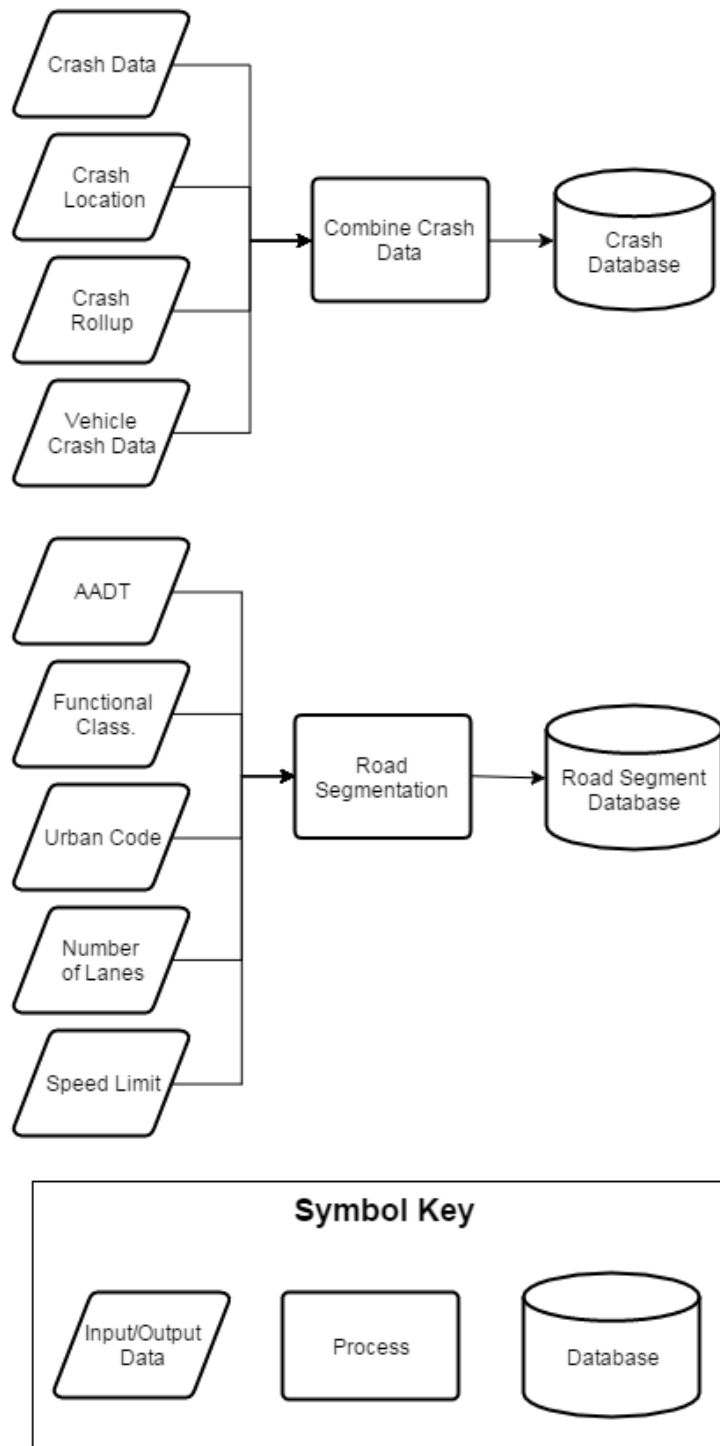 Crash Data
Crash
Location
Crash
Rollup
Vehicle
Crash Data
Combine Crash
Data
Crash
Database
AADT
Functional
Class.
Urban Code
Number
of Lanes
Speed Limit
Road
Segmentation
Road Segment
Database
Symbol Key
Input/Output
Data
Process
Database